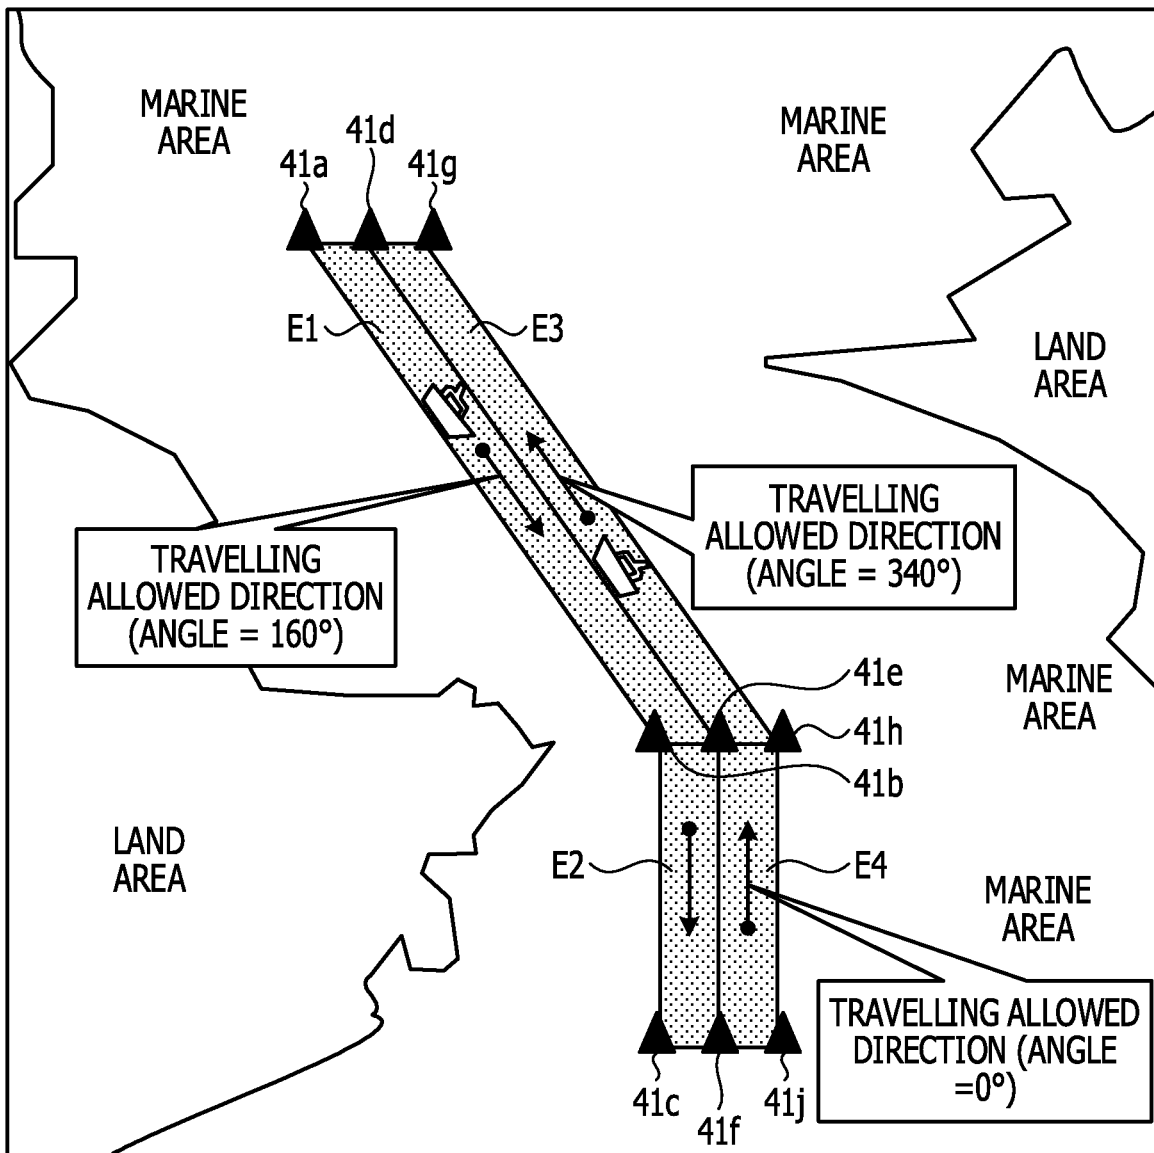 MARINE
AREA
41d
41a
41g
MARINE
AREA
E1
E3
LAND
AREA
TRAVELLING
ALLOWED DIRECTION
(ANGLE = 340°)
TRAVELLING
ALLOWED DIRECTION
(ANGLE = 160°)
41e
MARINE
AREA
41h
41b
LAND
AREA
E2
E4
MARINE
AREA
TRAVELLING ALLOWED
DIRECTION (ANGLE
=0°)
41c
41f
41j